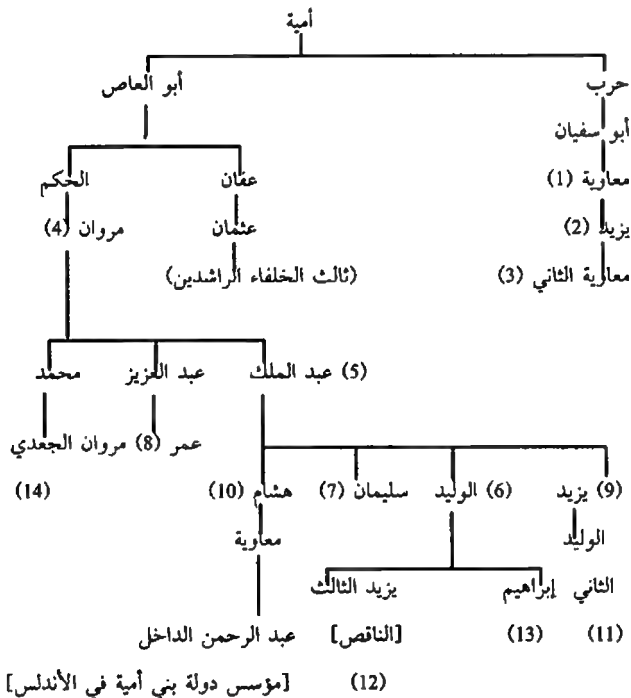 أمية
حرب أبو العاص
أبو سفيان
معاوية (1) عفان الحكم
يزيد (2) عثمان مروان (4)
معاوية الثاني (3) (ثالث الخلفاء الراشدين)
(5) عبد الملك عبد العزيز محمد
عمر (8) مروان الجعدي
(9) يزيد (6) الوليد سليمان (7) هشام (10) (14)
الوليد معاوية
الثاني إبراهيم يزيد الثالث
(11) (13) [الناقص] عبد الرحمن الداخل
(12) [مؤسس دولة بني أمية في الأندلس]